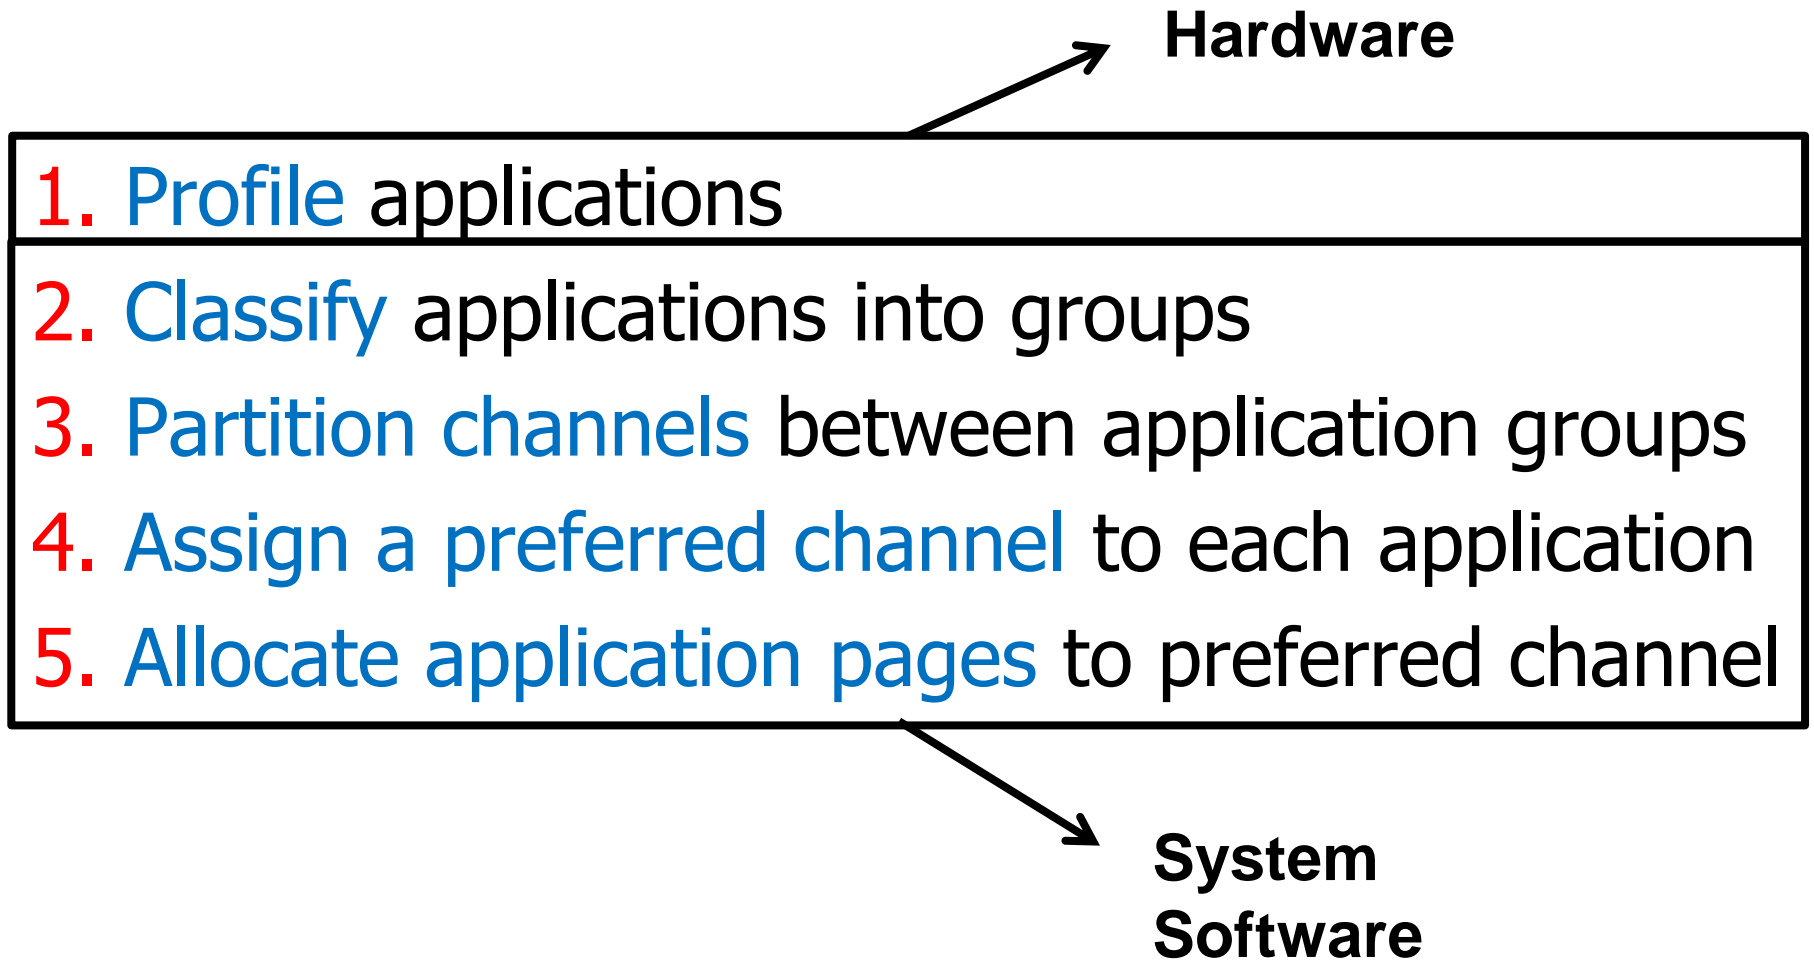 Hardware
1. Profile applications
2. Classify applications into groups
3. Partition channels between application groups
4. Assign a preferred channel to each application
5. Allocate application pages to preferred channel
System
Software